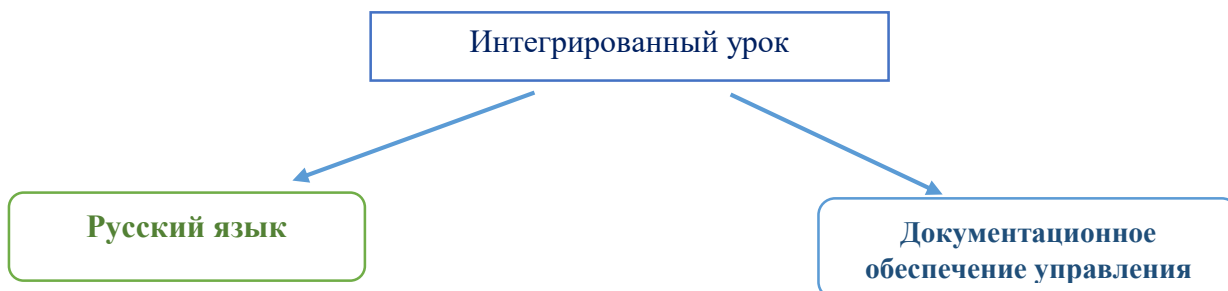 Интегрированный урок
Русский язык
Документационное
обеспечение управления